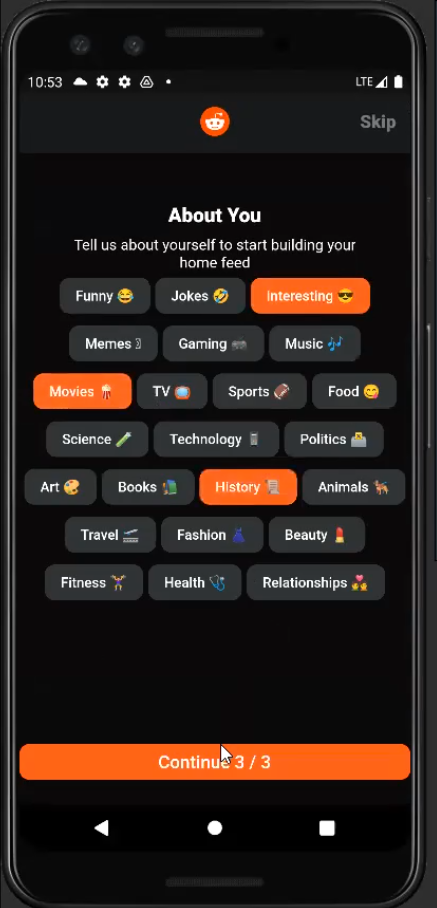 10:53 LTE
Skip
About You
Tell us about yourself to start building your
home feed
Funny 😂 Jokes 🤣 Interesting 😎
Memes Gaming 🎮 Music 🎶
Movies 🍿 TV 📺 Sports 🏈 Food 😋
Science 🧪 Technology 📱 Politics 🗳
Art 🎨 Books 📚 History 📜 Animals 🐕‍🦺
Travel 🛫 Fashion 👗 Beauty 💄
Fitness 🏋️‍♀️ Health 🩺 Relationships 💑
Continue 3 / 3